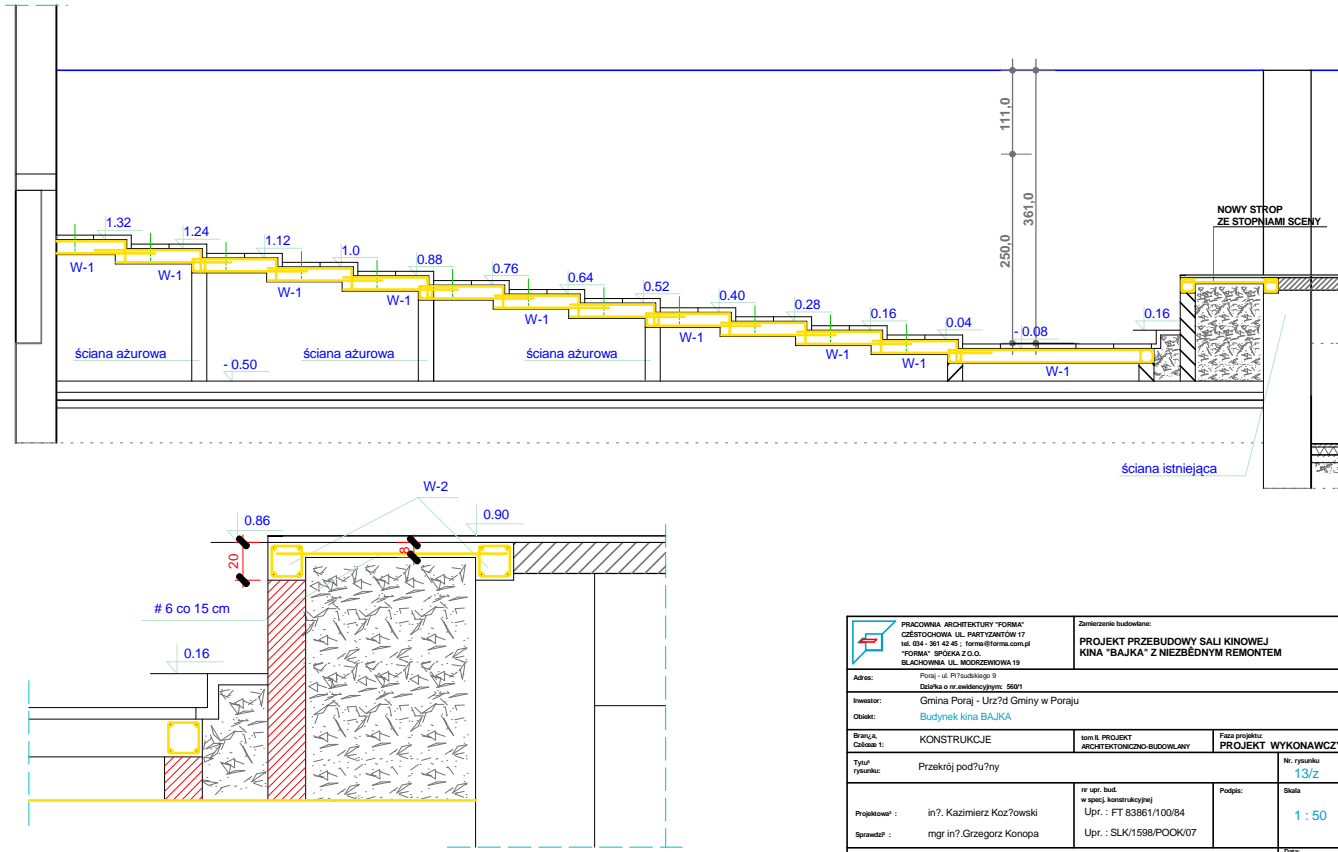 111,0
250,0
361,0
NOWY STROP
ZE STOPNIAMI SCENY
1.32
1.24
1.12
1.0
0.88
0.76
0.64
0.52
0.40
0.28
0.16
0.04
- 0.08
0.16
W-1
W-1
W-1
W-1
W-1
W-1
W-1
W-1
W-1
W-1
ściana ażurowa
ściana ażurowa
ściana ażurowa
- 0.50
ściana istniejąca
W-2
0.86
0.90
20
8
# 6 co 15 cm
0.16
PRACOWNIA ARCHITEKTURY "FORMA"
CZĘSTOCHOWA UL. PARTYZANTÓW 17
tel. 034 - 361 42 45 ; forma@forma.com.pl
"FORMA" SPÓŁKA Z O.O.
BLACHOWNIA UL. MODRZEWIOWA 19
Zamierzenie budowlane:
PROJEKT PRZEBUDOWY SALI KINOWEJ
KINA "BAJKA" Z NIEZBÊDNYM REMONTEM
Adres:
Poraj - ul. Pi?sudskiego 9
Dzia³ka o nr.ewidencyjnym: 560/1
Inwestor:
Gmina Poraj - Urz?d Gminy w Poraju
Obiekt:
Budynek kina BAJKA
KONSTRUKCJE
tom II. PROJEKT
ARCHITEKTONICZNO-BUDOWLANY
Faza projektu:
PROJEKT WYKONAWCZY
Tytu³
rysunku:
Przekrój pod?u?ny
Nr. rysunku
13/z
Projektowa³ :
in?. Kazimierz Koz?owski
nr upr. bud.
w specj. konstrukcyjnej
Upr. : FT 83861/100/84
Podpis:
Skala
1 : 50
Sprawdzi³ :
mgr in?.Grzegorz Konopa
Upr. : SLK/1598/POOK/07
Data: